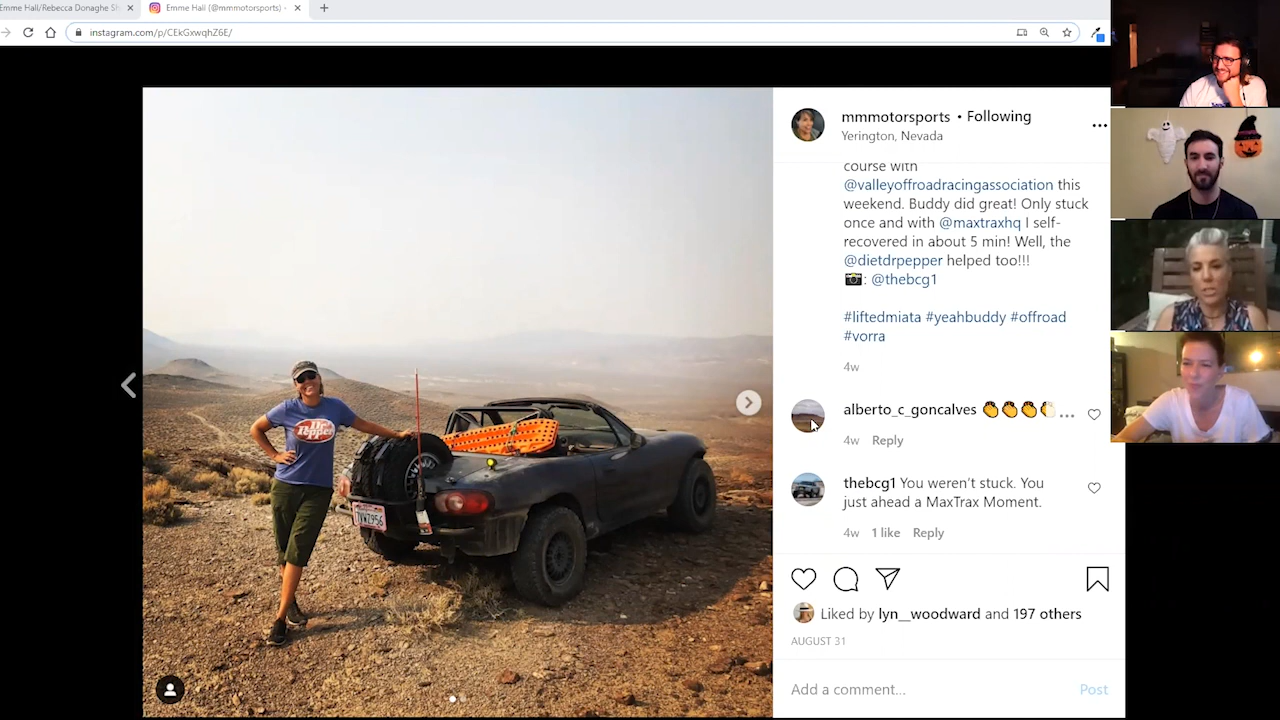 Emme Hall/Rebecca Donaghe Sh
Emme Hall (@mmmotorsports) ·
instagram.com/p/CEkGxwqhZ6E/
mmmotorsports • Following
Yerington, Nevada
course with
@valleyoffroadracingassociation this
weekend. Buddy did great! Only stuck
once and with @maxtraxhq I self-
recovered in about 5 min! Well, the
@dietdrpepper helped too!!!
📷: @thebcg1
#liftedmiata #yeahbuddy #offroad
#vorra
4w
alberto_c_goncalves 👏👏👏👏
4w Reply
thebcg1 You weren't stuck. You
just ahead a MaxTrax Moment.
4w 1 like Reply
Liked by lyn__woodward and 197 others
AUGUST 31
Add a comment... Post
Dr Pepper